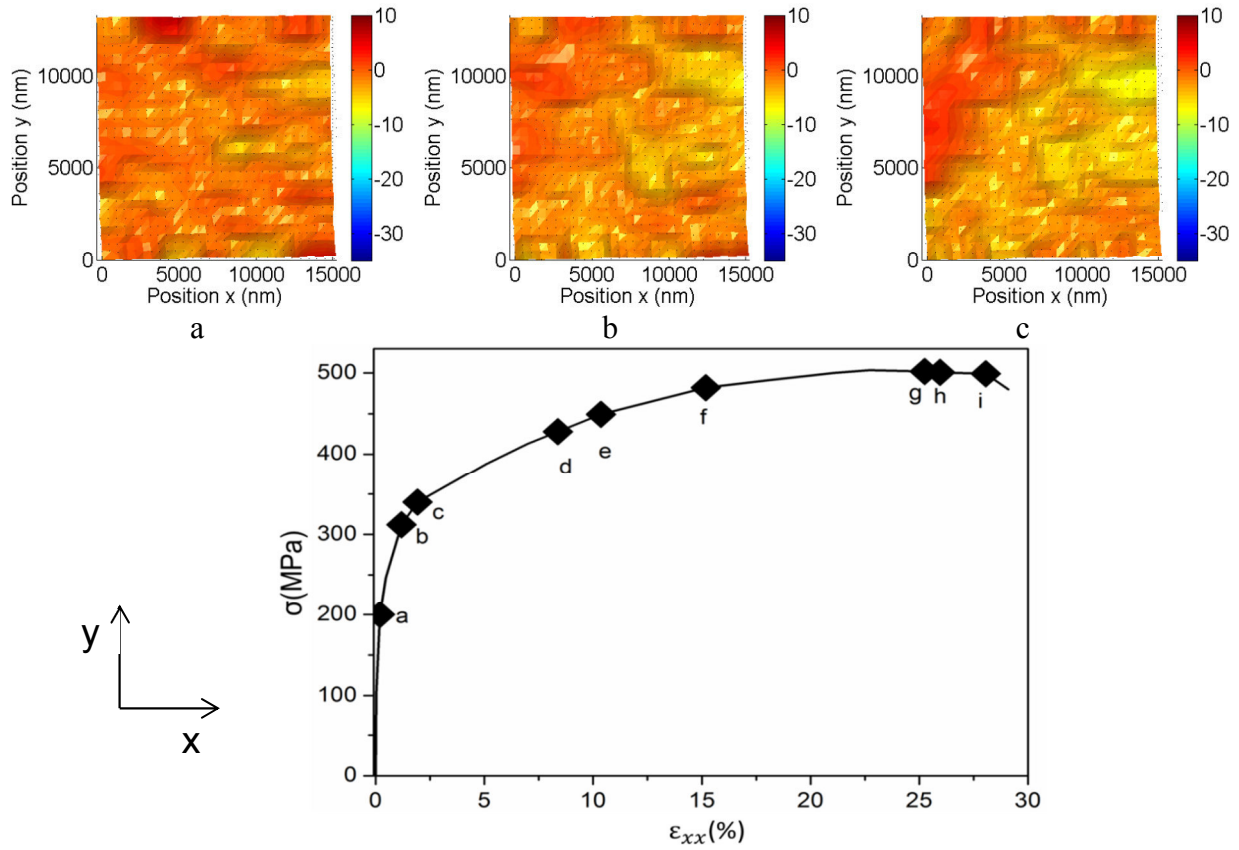 10
0
-10
-20
-30
10000
5000
0
Position y (nm)
0 5000 10000 15000
Position x (nm)
a
10
0
-10
-20
-30
10000
5000
0
Position y (nm)
0 5000 10000 15000
Position x (nm)
b
10
0
-10
-20
-30
10000
5000
0
Position y (nm)
0 5000 10000 15000
Position x (nm)
c
500
400
300
200
100
0
σ(MPa)
a
b
c
d
e
f
g
h
i
0 5 10 15 20 25 30
εxx(%)
y
x